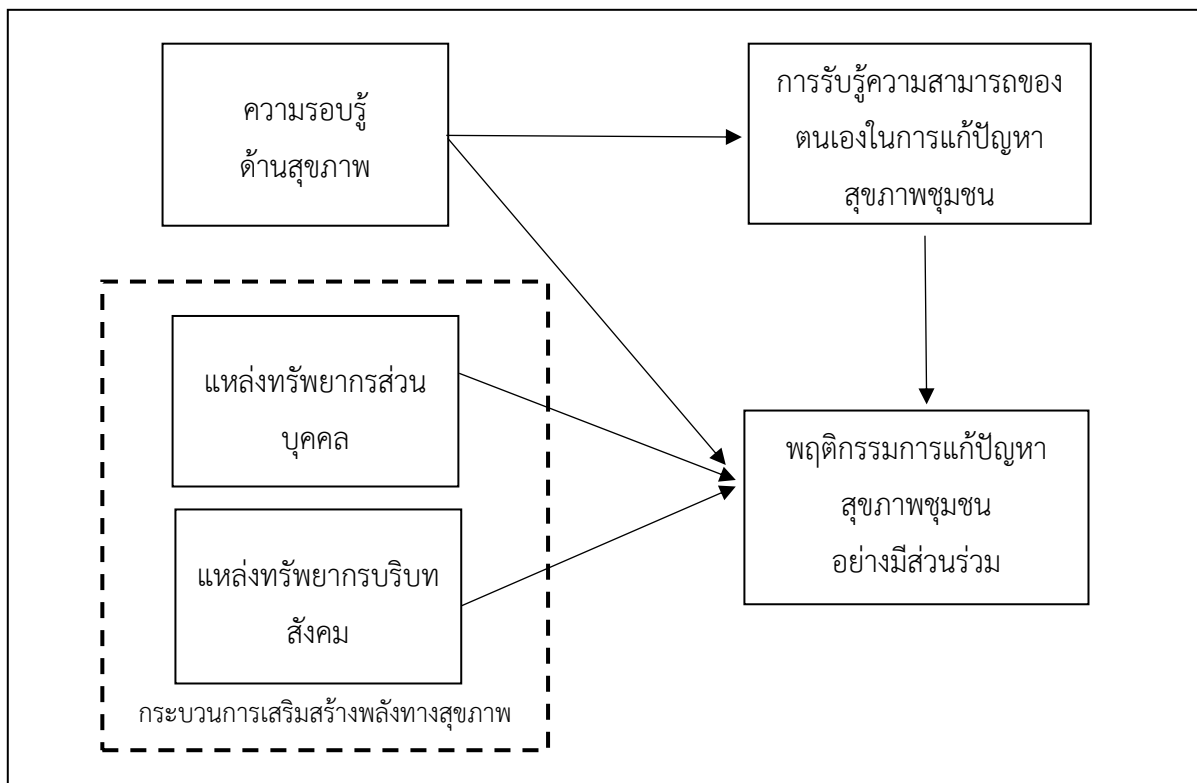 ความรอบรู้
ด้านสุขภาพ
การรับรู้ความสามารถของ
ตนเองในการแก้ปัญหา
สุขภาพชุมชน
แหล่งทรัพยากรส่วน
บุคคล
แหล่งทรัพยากรบริบท
สังคม
กระบวนการเสริมสร้างพลังทางสุขภาพ
พฤติกรรมการแก้ปัญหา
สุขภาพชุมชน
อย่างมีส่วนร่วม